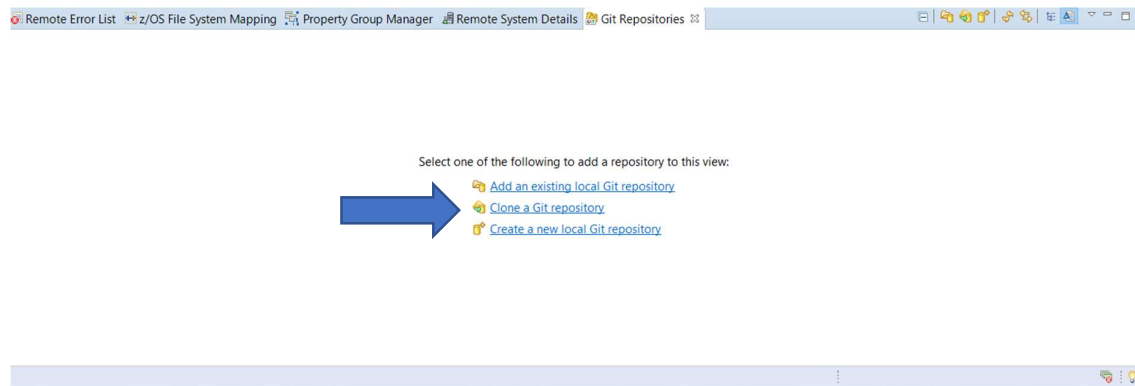 Remote Error List z/OS File System Mapping Property Group Manager Remote System Details Git Repositories
Select one of the following to add a repository to this view:
Add an existing local Git repository
Clone a Git repository
Create a new local Git repository